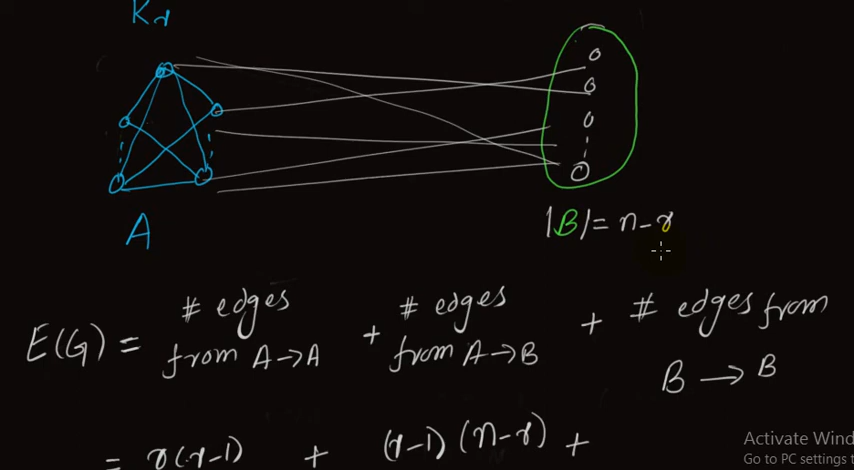 Kr
A
|B| = n-r
E(G) = # edges from A→A + # edges from A→B + # edges from B→B
= r(r-1) + (r-1) (n-r) +
Activate Wind
Go to PC settings t